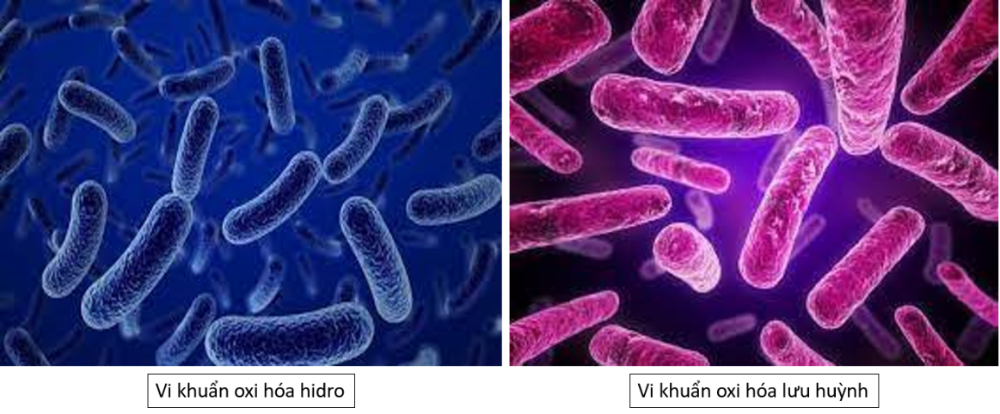 Vi khuẩn oxi hóa hidro
Vi khuẩn oxi hóa lưu huỳnh